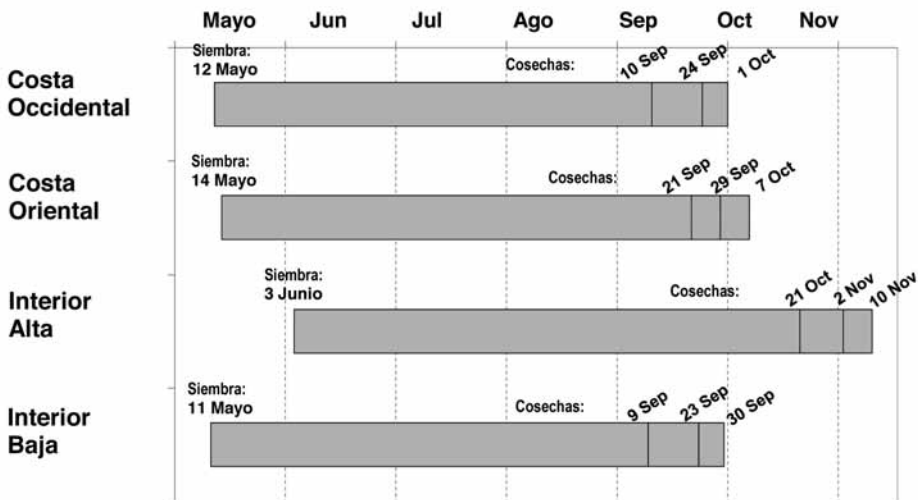 Mayo Jun Jul Ago Sep Oct Nov
Costa
Occidental
Siembra:
12 Mayo
Cosechas:
10 Sep
24 Sep
1 Oct
Costa
Oriental
Siembra:
14 Mayo
Cosechas:
21 Sep
29 Sep
7 Oct
Interior
Alta
Siembra:
3 Junio
Cosechas:
21 Oct
2 Nov
10 Nov
Interior
Baja
Siembra:
11 Mayo
Cosechas:
9 Sep
23 Sep
30 Sep